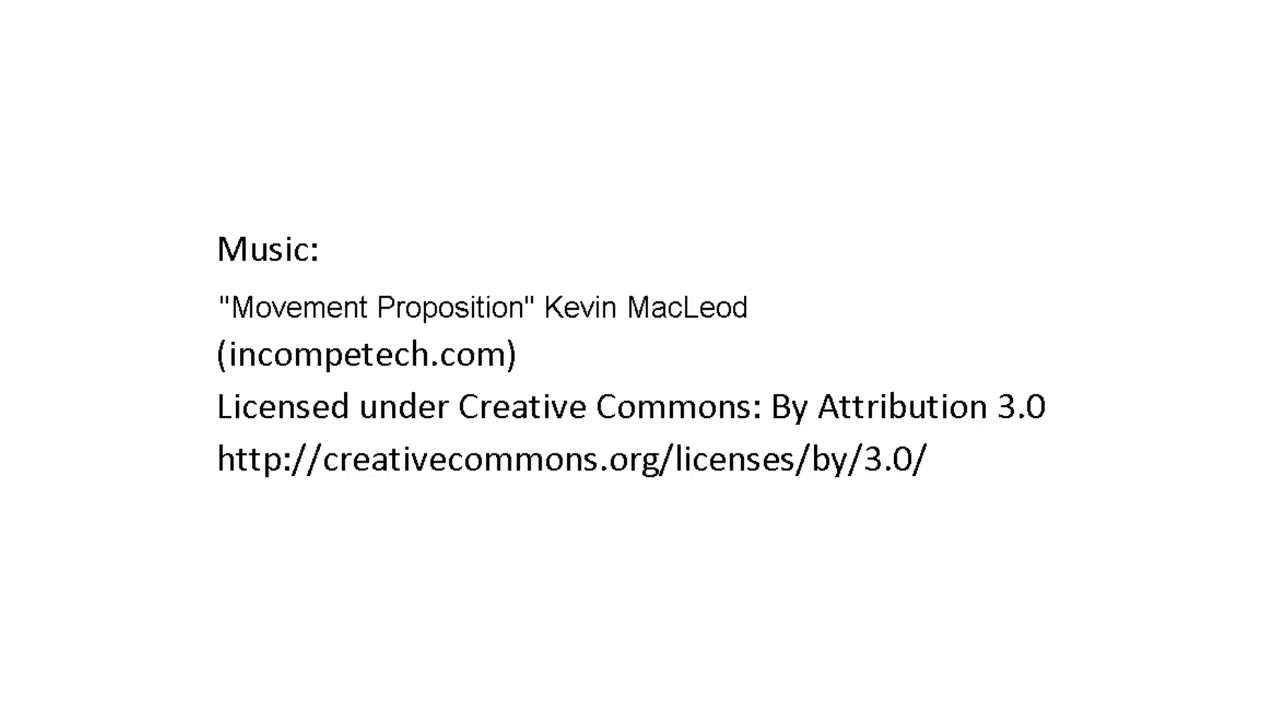 Music:
"Movement Proposition" Kevin MacLeod
(incompetech.com)
Licensed under Creative Commons: By Attribution 3.0
http://creativecommons.org/licenses/by/3.0/